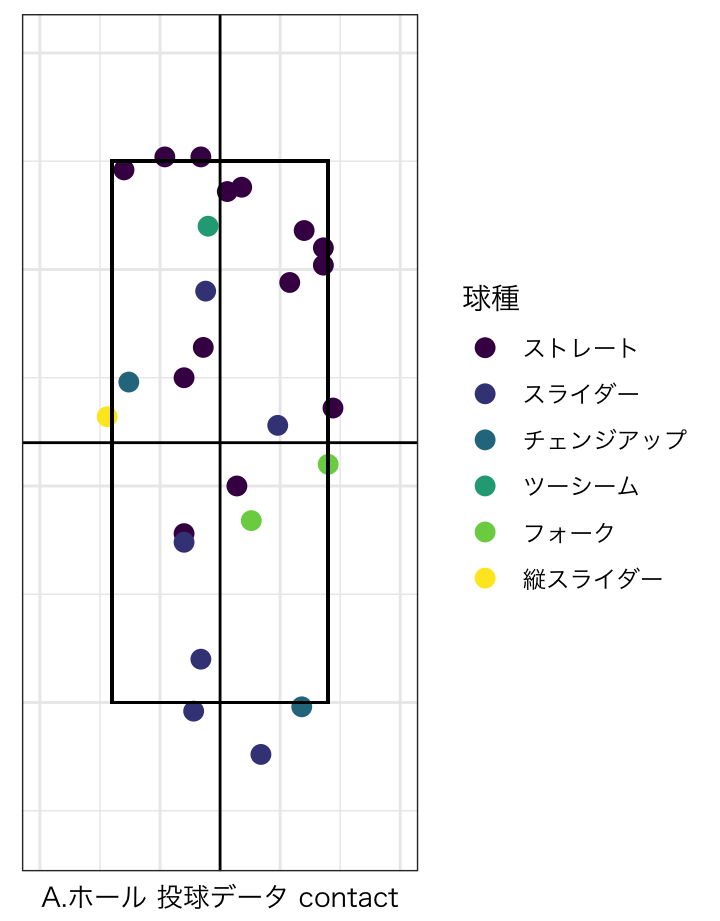 球種
ストレート
スライダー
チェンジアップ
ツーシーム
フォーク
縦スライダー
A.ホール 投球データ contact